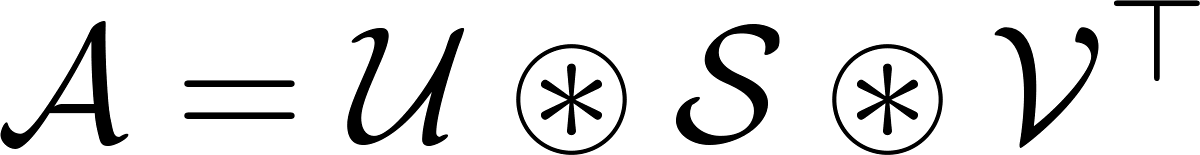 𝒜 = 𝒰 ⊛ 𝒮 ⊛ 𝒱^⊤